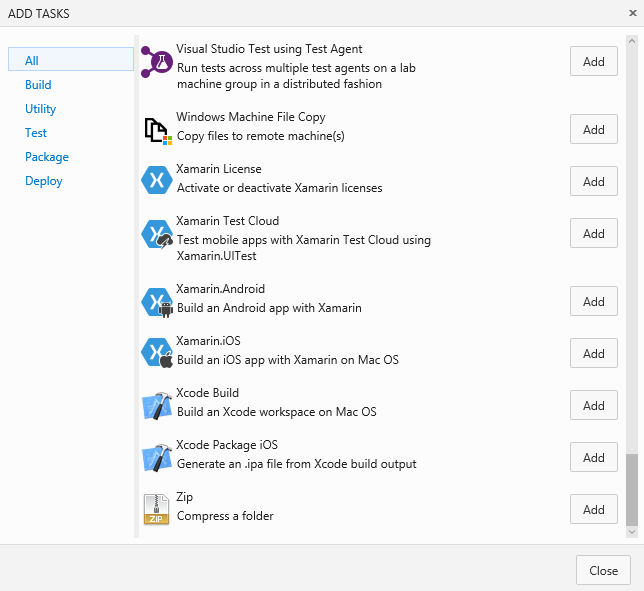 ADD TASKS
All
Build
Utility
Test
Package
Deploy
Visual Studio Test using Test Agent
Run tests across multiple test agents on a lab
machine group in a distributed fashion
Add
Windows Machine File Copy
Copy files to remote machine(s)
Add
Xamarin License
Activate or deactivate Xamarin licenses
Add
Xamarin Test Cloud
Test mobile apps with Xamarin Test Cloud using
Xamarin.UITest
Add
Xamarin.Android
Build an Android app with Xamarin
Add
Xamarin.iOS
Build an iOS app with Xamarin on Mac OS
Add
Xcode Build
Build an Xcode workspace on Mac OS
Add
Xcode Package iOS
Generate an .ipa file from Xcode build output
Add
ZIP
Zip
Compress a folder
Add
Close